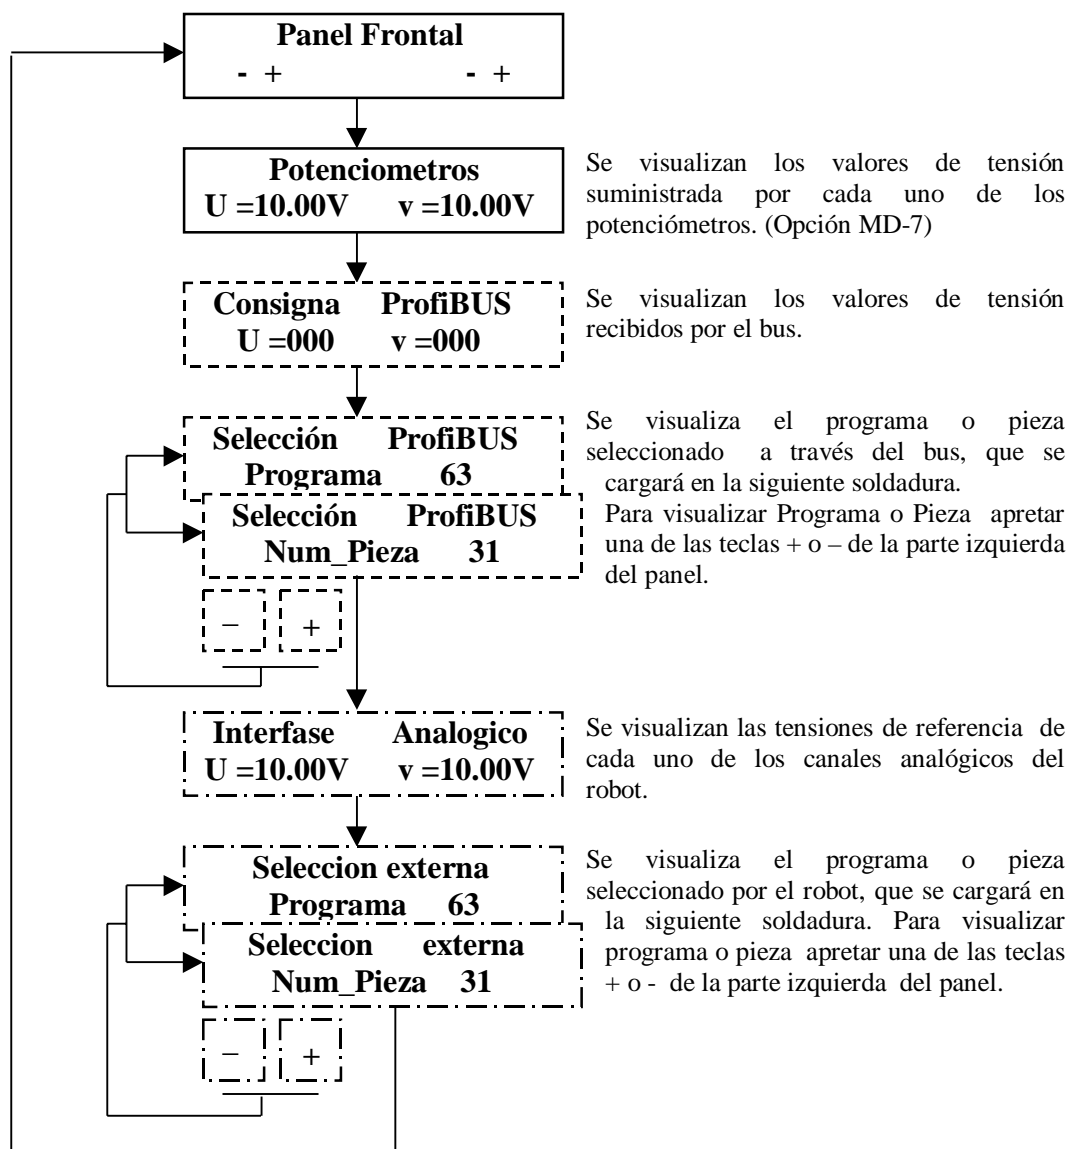 Panel Frontal
- + - +
Potenciometros
U =10.00V v =10.00V
Se visualizan los valores de tensión
suministrada por cada uno de los
potenciómetros. (Opción MD-7)
Consigna ProfiBUS
U =000 v =000
Se visualizan los valores de tensión
recibidos por el bus.
Selección ProfiBUS
Programa 63
Selección ProfiBUS
Num_Pieza 31
− +
Se visualiza el programa o pieza
seleccionado a través del bus, que se
cargará en la siguiente soldadura.
Para visualizar Programa o Pieza apretar
una de las teclas + o – de la parte izquierda
del panel.
Interfase Analogico
U =10.00V v =10.00V
Se visualizan las tensiones de referencia de
cada uno de los canales analógicos del
robot.
Seleccion externa
Programa 63
Seleccion externa
Num_Pieza 31
− +
Se visualiza el programa o pieza
seleccionado por el robot, que se cargará en
la siguiente soldadura. Para visualizar
programa o pieza apretar una de las teclas
+ o - de la parte izquierda del panel.